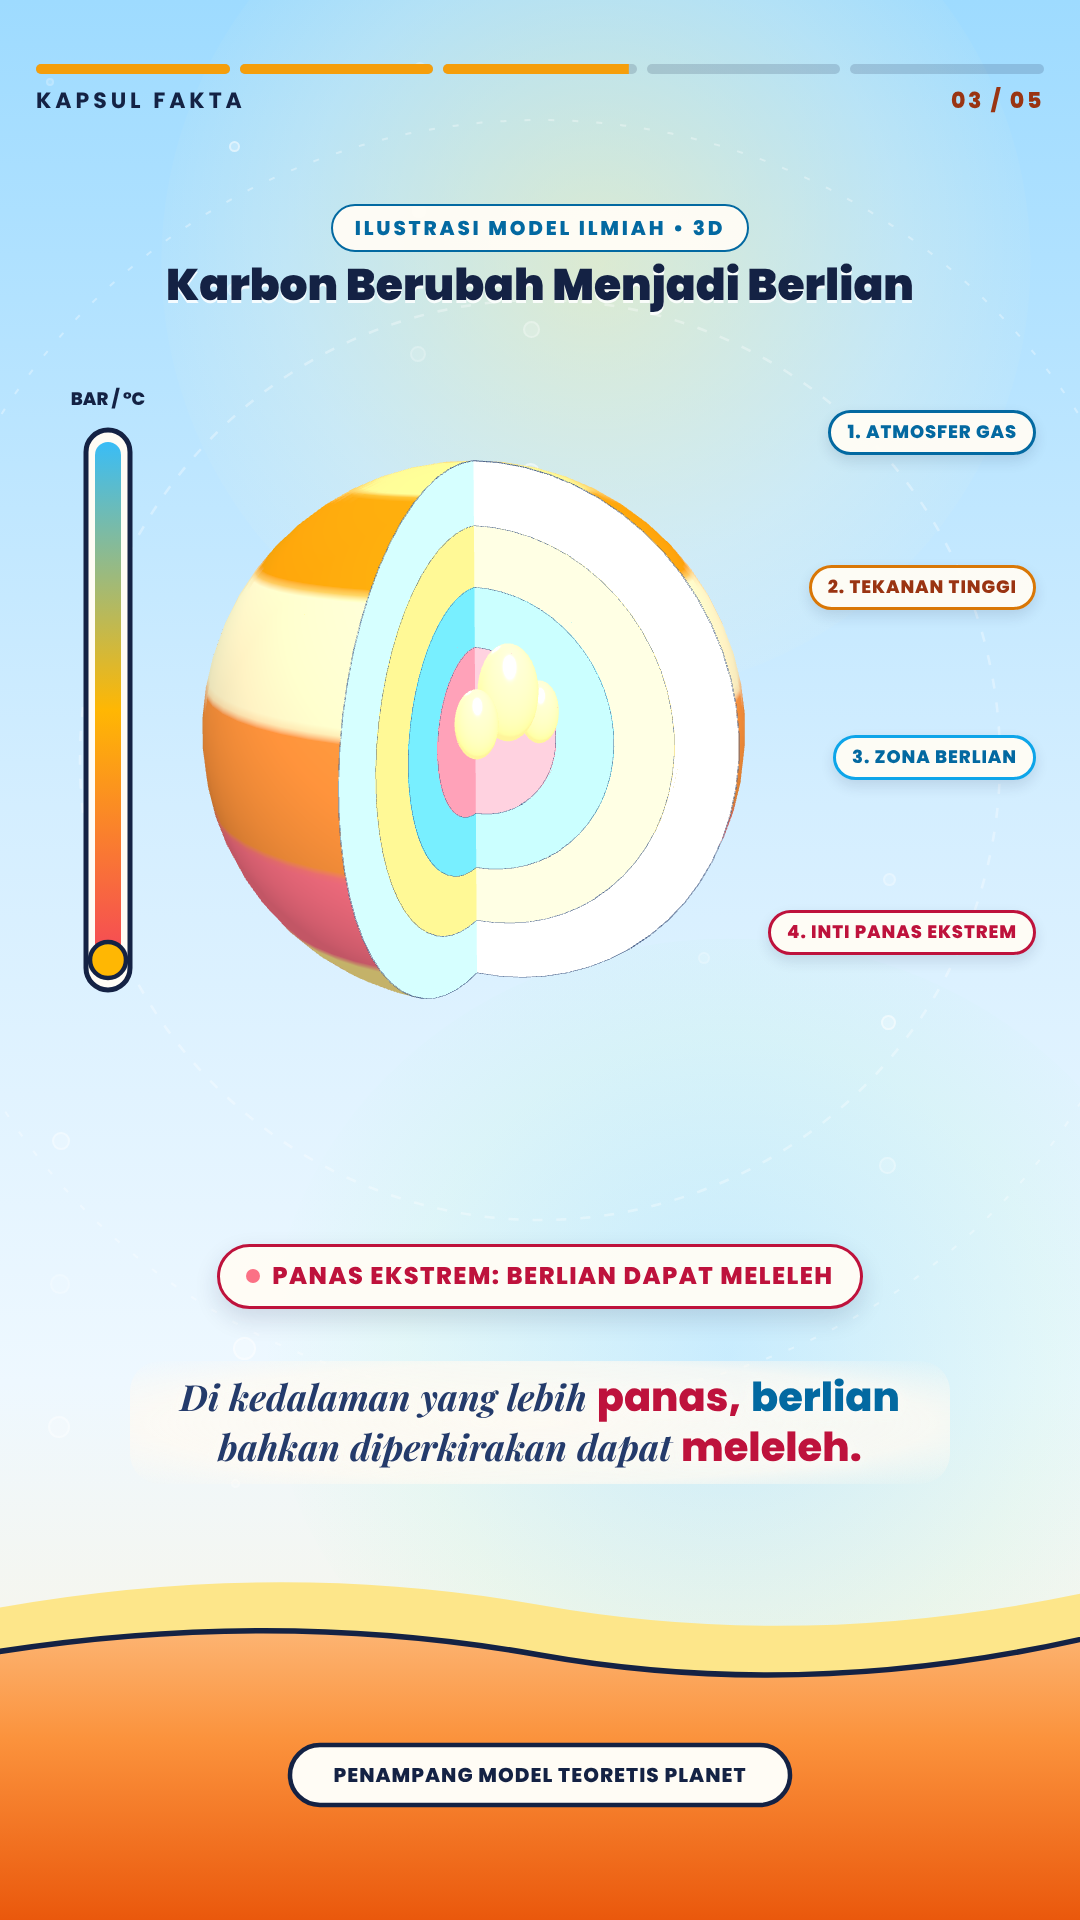 KAPSUL FAKTA
03 / 05
ILUSTRASI MODEL ILMIAH • 3D
Karbon Berubah Menjadi Berlian
BAR / °C
1. ATMOSFER GAS
2. TEKANAN TINGGI
3. ZONA BERLIAN
4. INTI PANAS EKSTREM
PANAS EKSTREM: BERLIAN DAPAT MELELEH
Di kedalaman yang lebih panas, berlian
bahkan diperkirakan dapat meleleh.
PENAMPANG MODEL TEORETIS PLANET